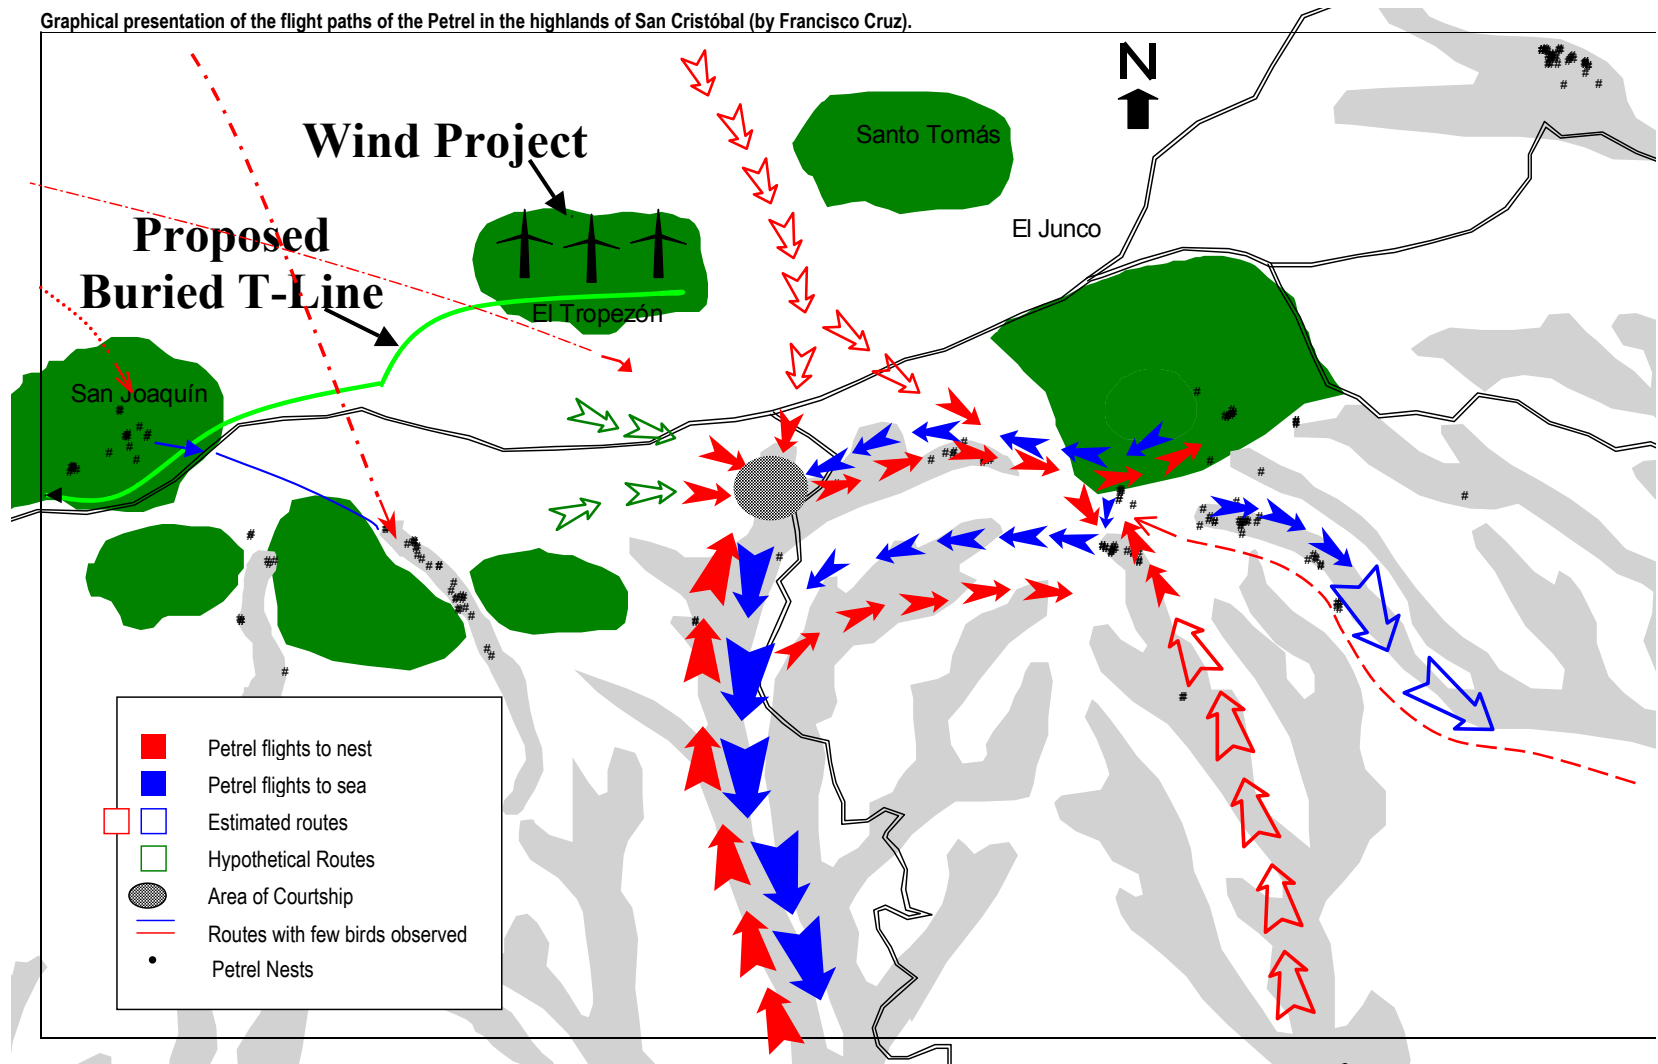 Graphical presentation of the flight paths of the Petrel in the highlands of San Cristóbal (by Francisco Cruz).
N
Wind Project
Santo Tomás
El Junco
Proposed
Buried T-Line
El Tropezón
San Joaquín
Petrel flights to nest
Petrel flights to sea
Estimated routes
Hypothetical Routes
Area of Courtship
Routes with few birds observed
Petrel Nests